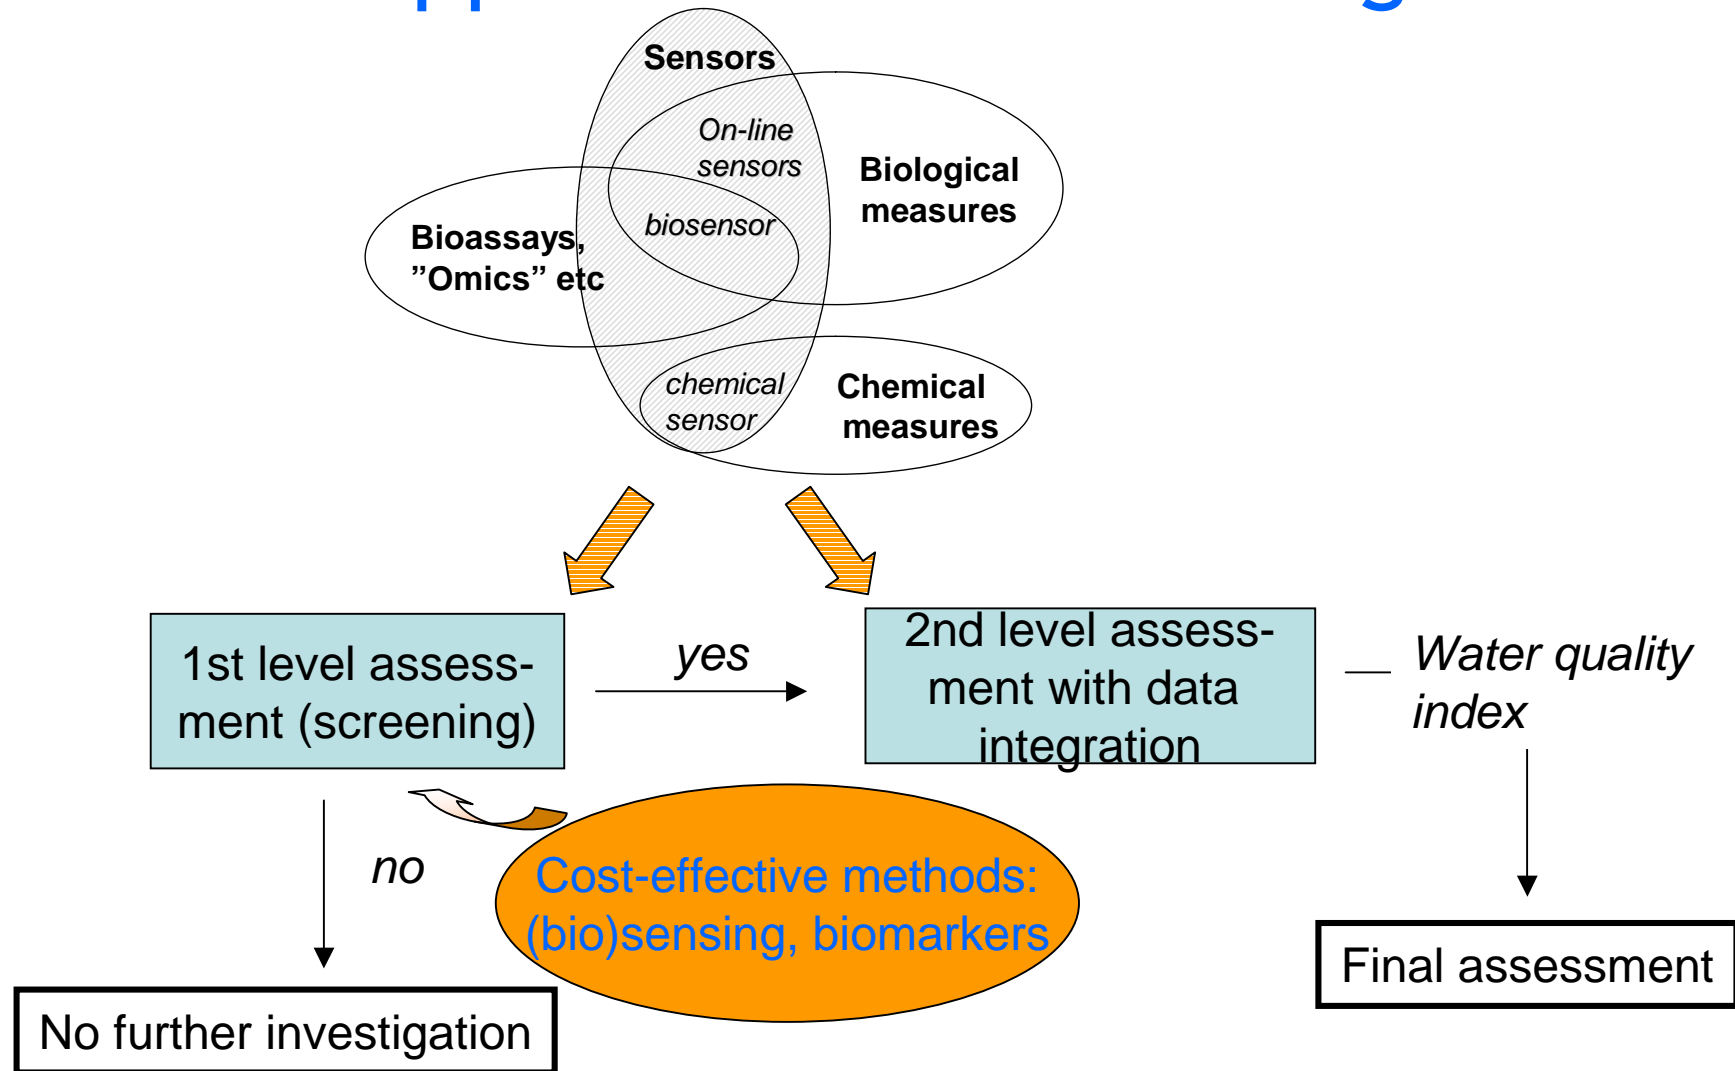 Sensors
On-line
sensors
Biological
measures
biosensor
Bioassays,
”Omics” etc
chemical
sensor
Chemical
measures
1st level assess-
ment (screening)
yes
2nd level assess-
ment with data
integration
Water quality
index
no
Cost-effective methods:
(bio)sensing, biomarkers
Final assessment
No further investigation